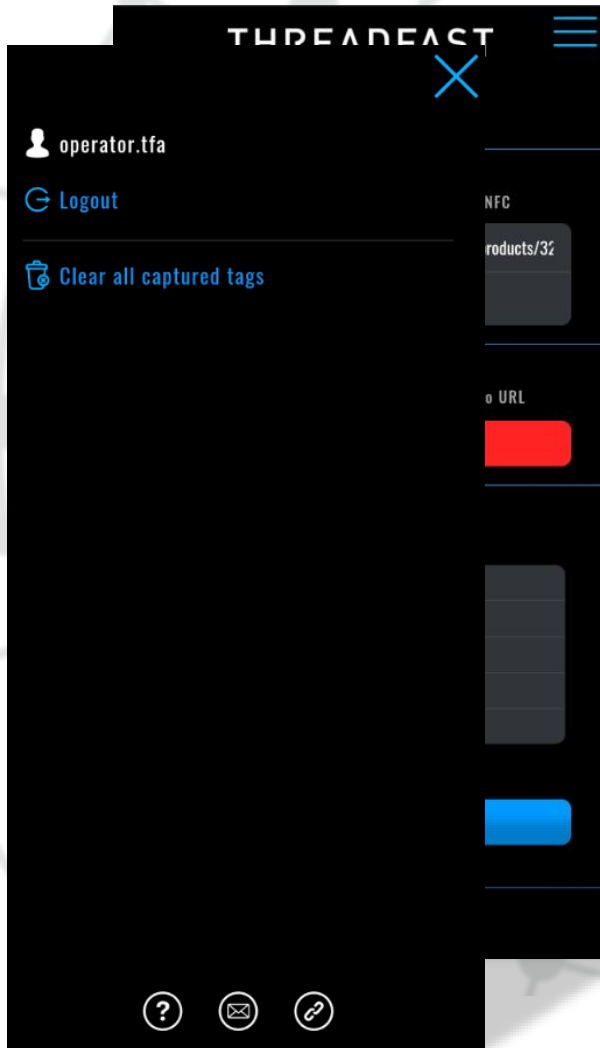 THREADFAST
operator.tfa
Logout
NFC
roducts/32
Clear all captured tags
o URL
?